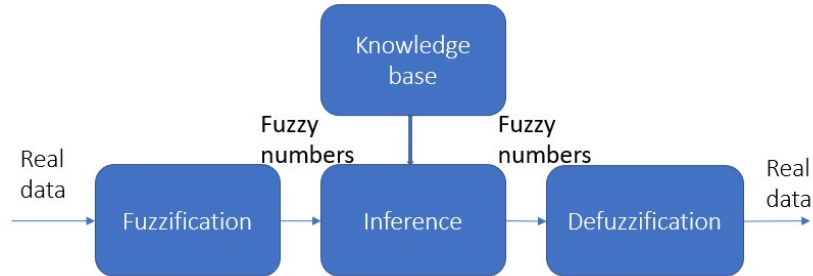 Knowledge
base
Fuzzy
numbers
Fuzzy
numbers
Real
data
Real
data
Fuzzification
Inference
Defuzzification